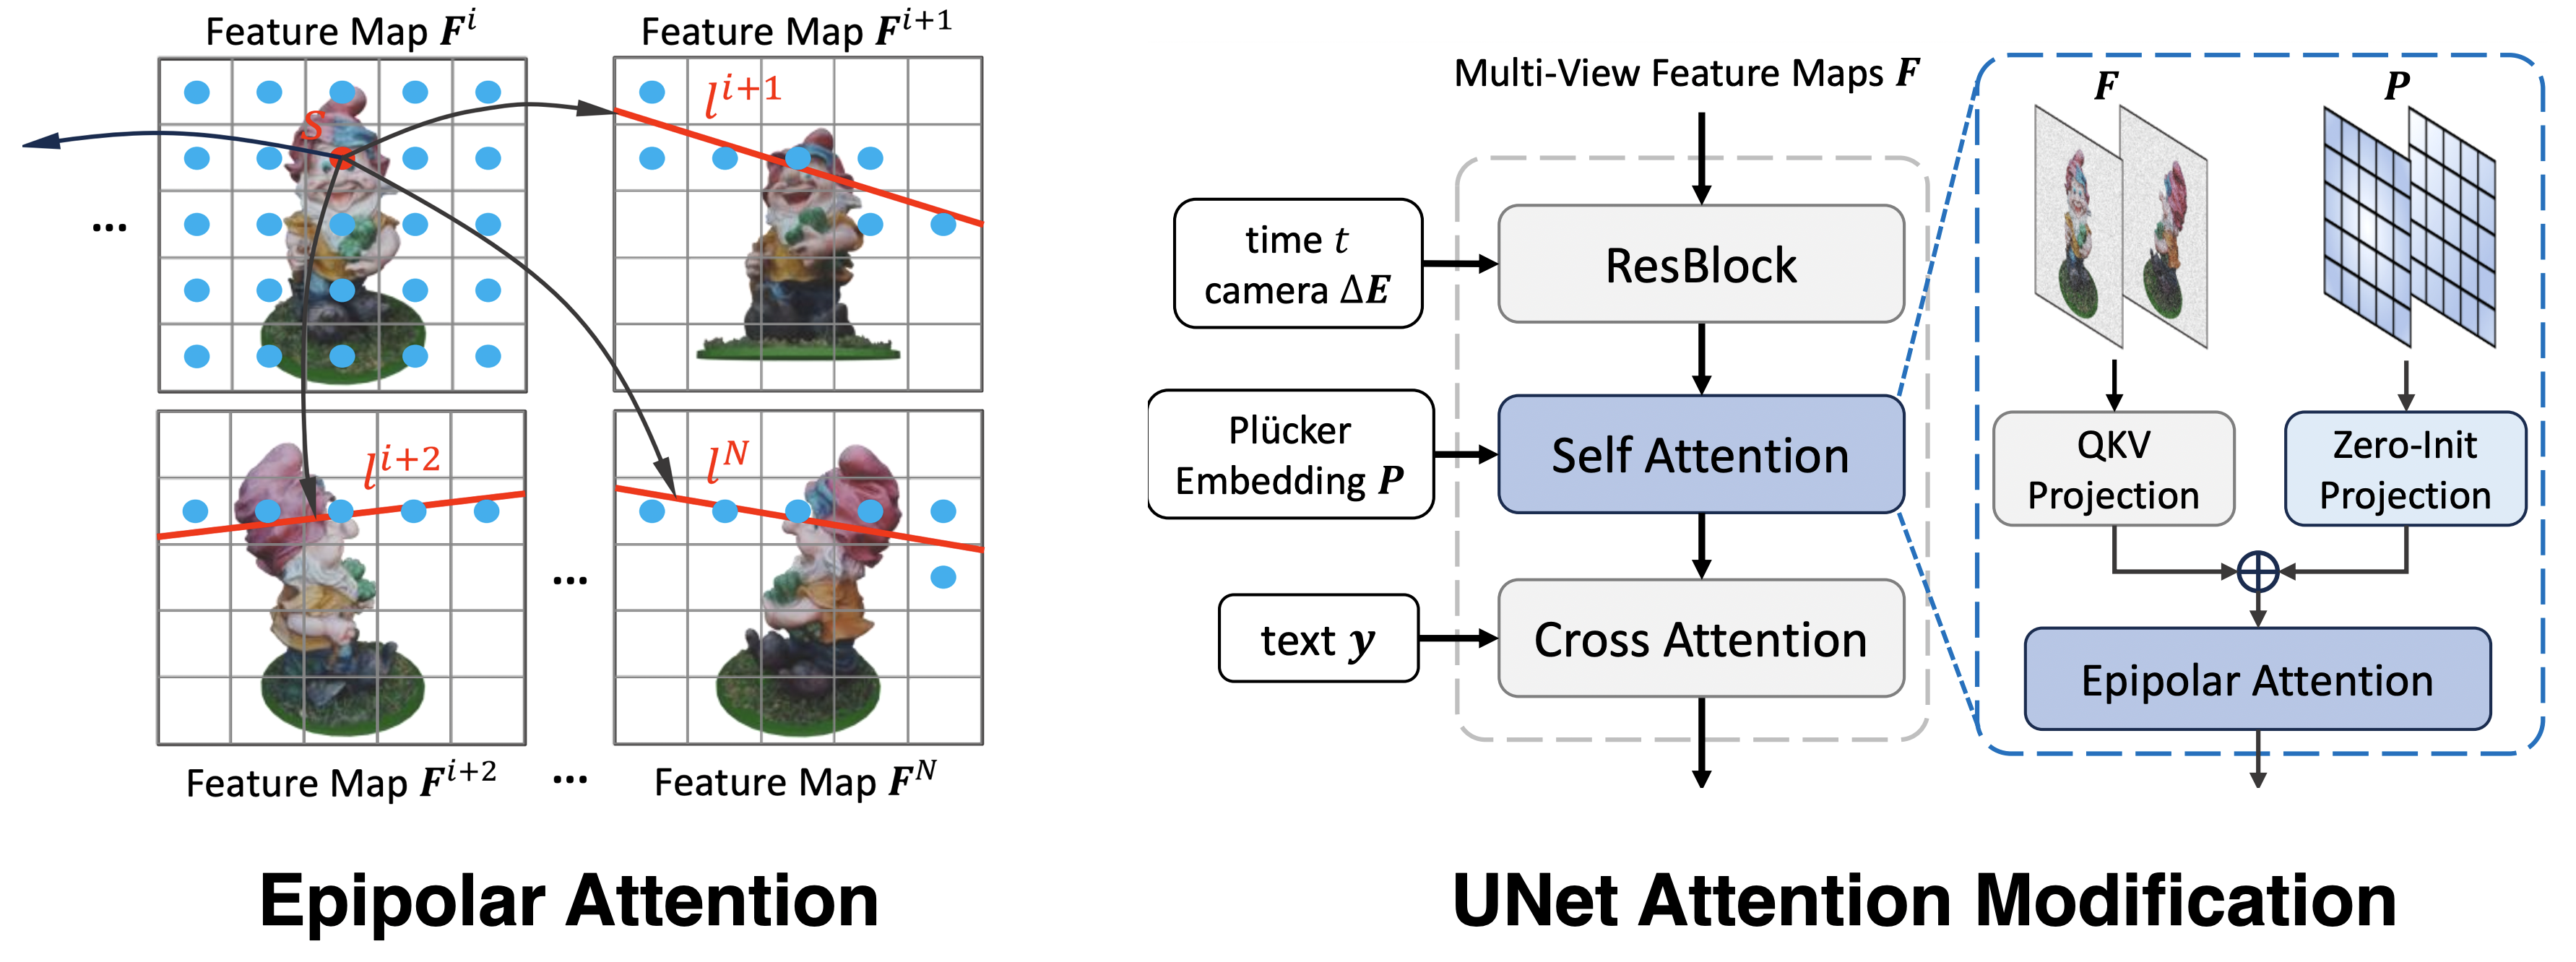 Feature Map F^i
Feature Map F^{i+1}
S
l^{i+1}
...
l^{i+2}
l^N
...
Feature Map F^{i+2}
...
Feature Map F^N
Epipolar Attention
Multi-View Feature Maps F
time t
camera ΔE
ResBlock
Plücker
Embedding P
Self Attention
text y
Cross Attention
F
P
QKV
Projection
Zero-Init
Projection
Epipolar Attention
UNet Attention Modification